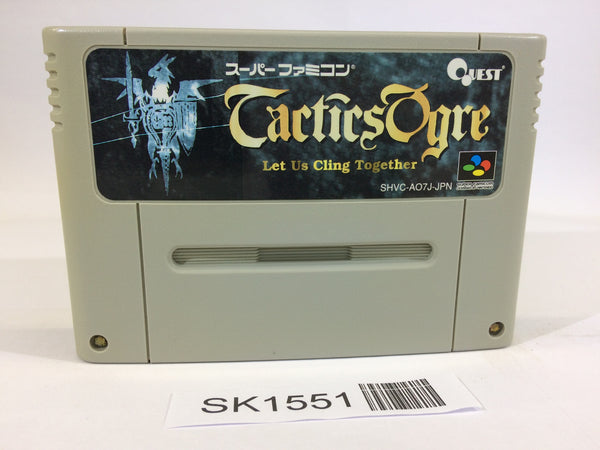 スーパーファミコン®
QUEST®
TacticsOgre
Let Us Cling Together
SHVC-AO7J-JPN
SK1551